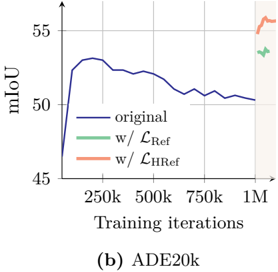 55
mIoU
50
original
w/ ℒRef
w/ ℒHRef
45
250k 500k 750k 1M
Training iterations
(b) ADE20k